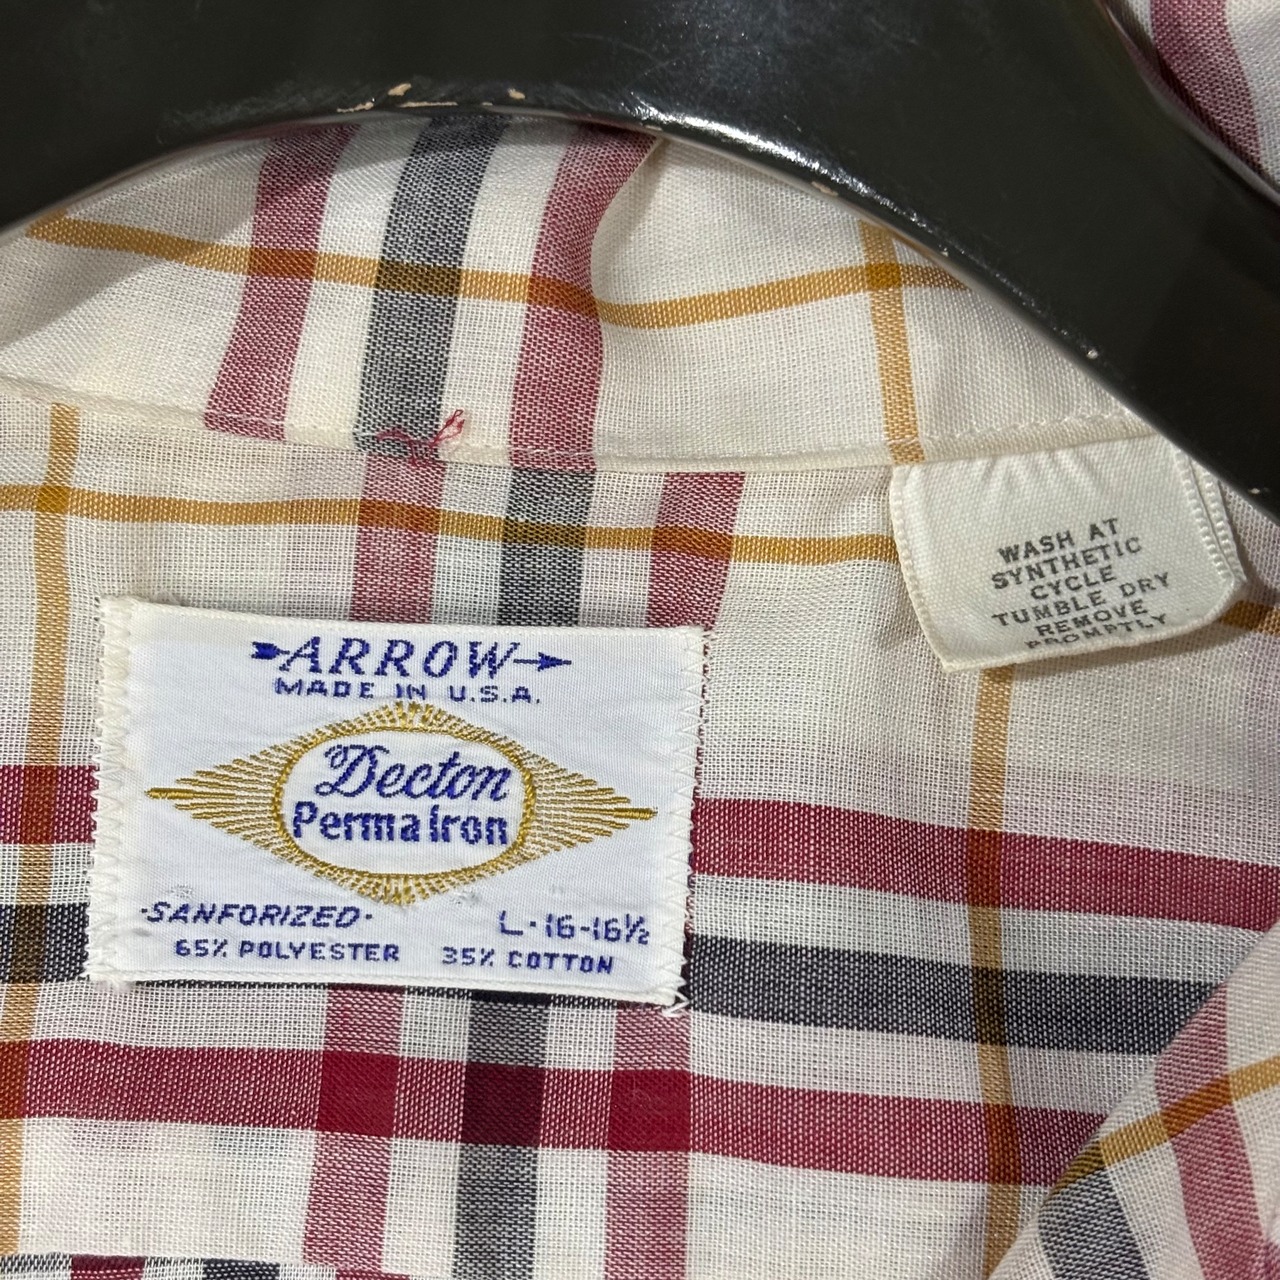 ARROW
MADE IN U.S.A.
Decton
Perma Iron
·SANFORIZED·
L·16-16½
65% POLYESTER 35% COTTON
WASH AT
SYNTHETIC
CYCLE
TUMBLE DRY
REMOVE
PROMPTLY